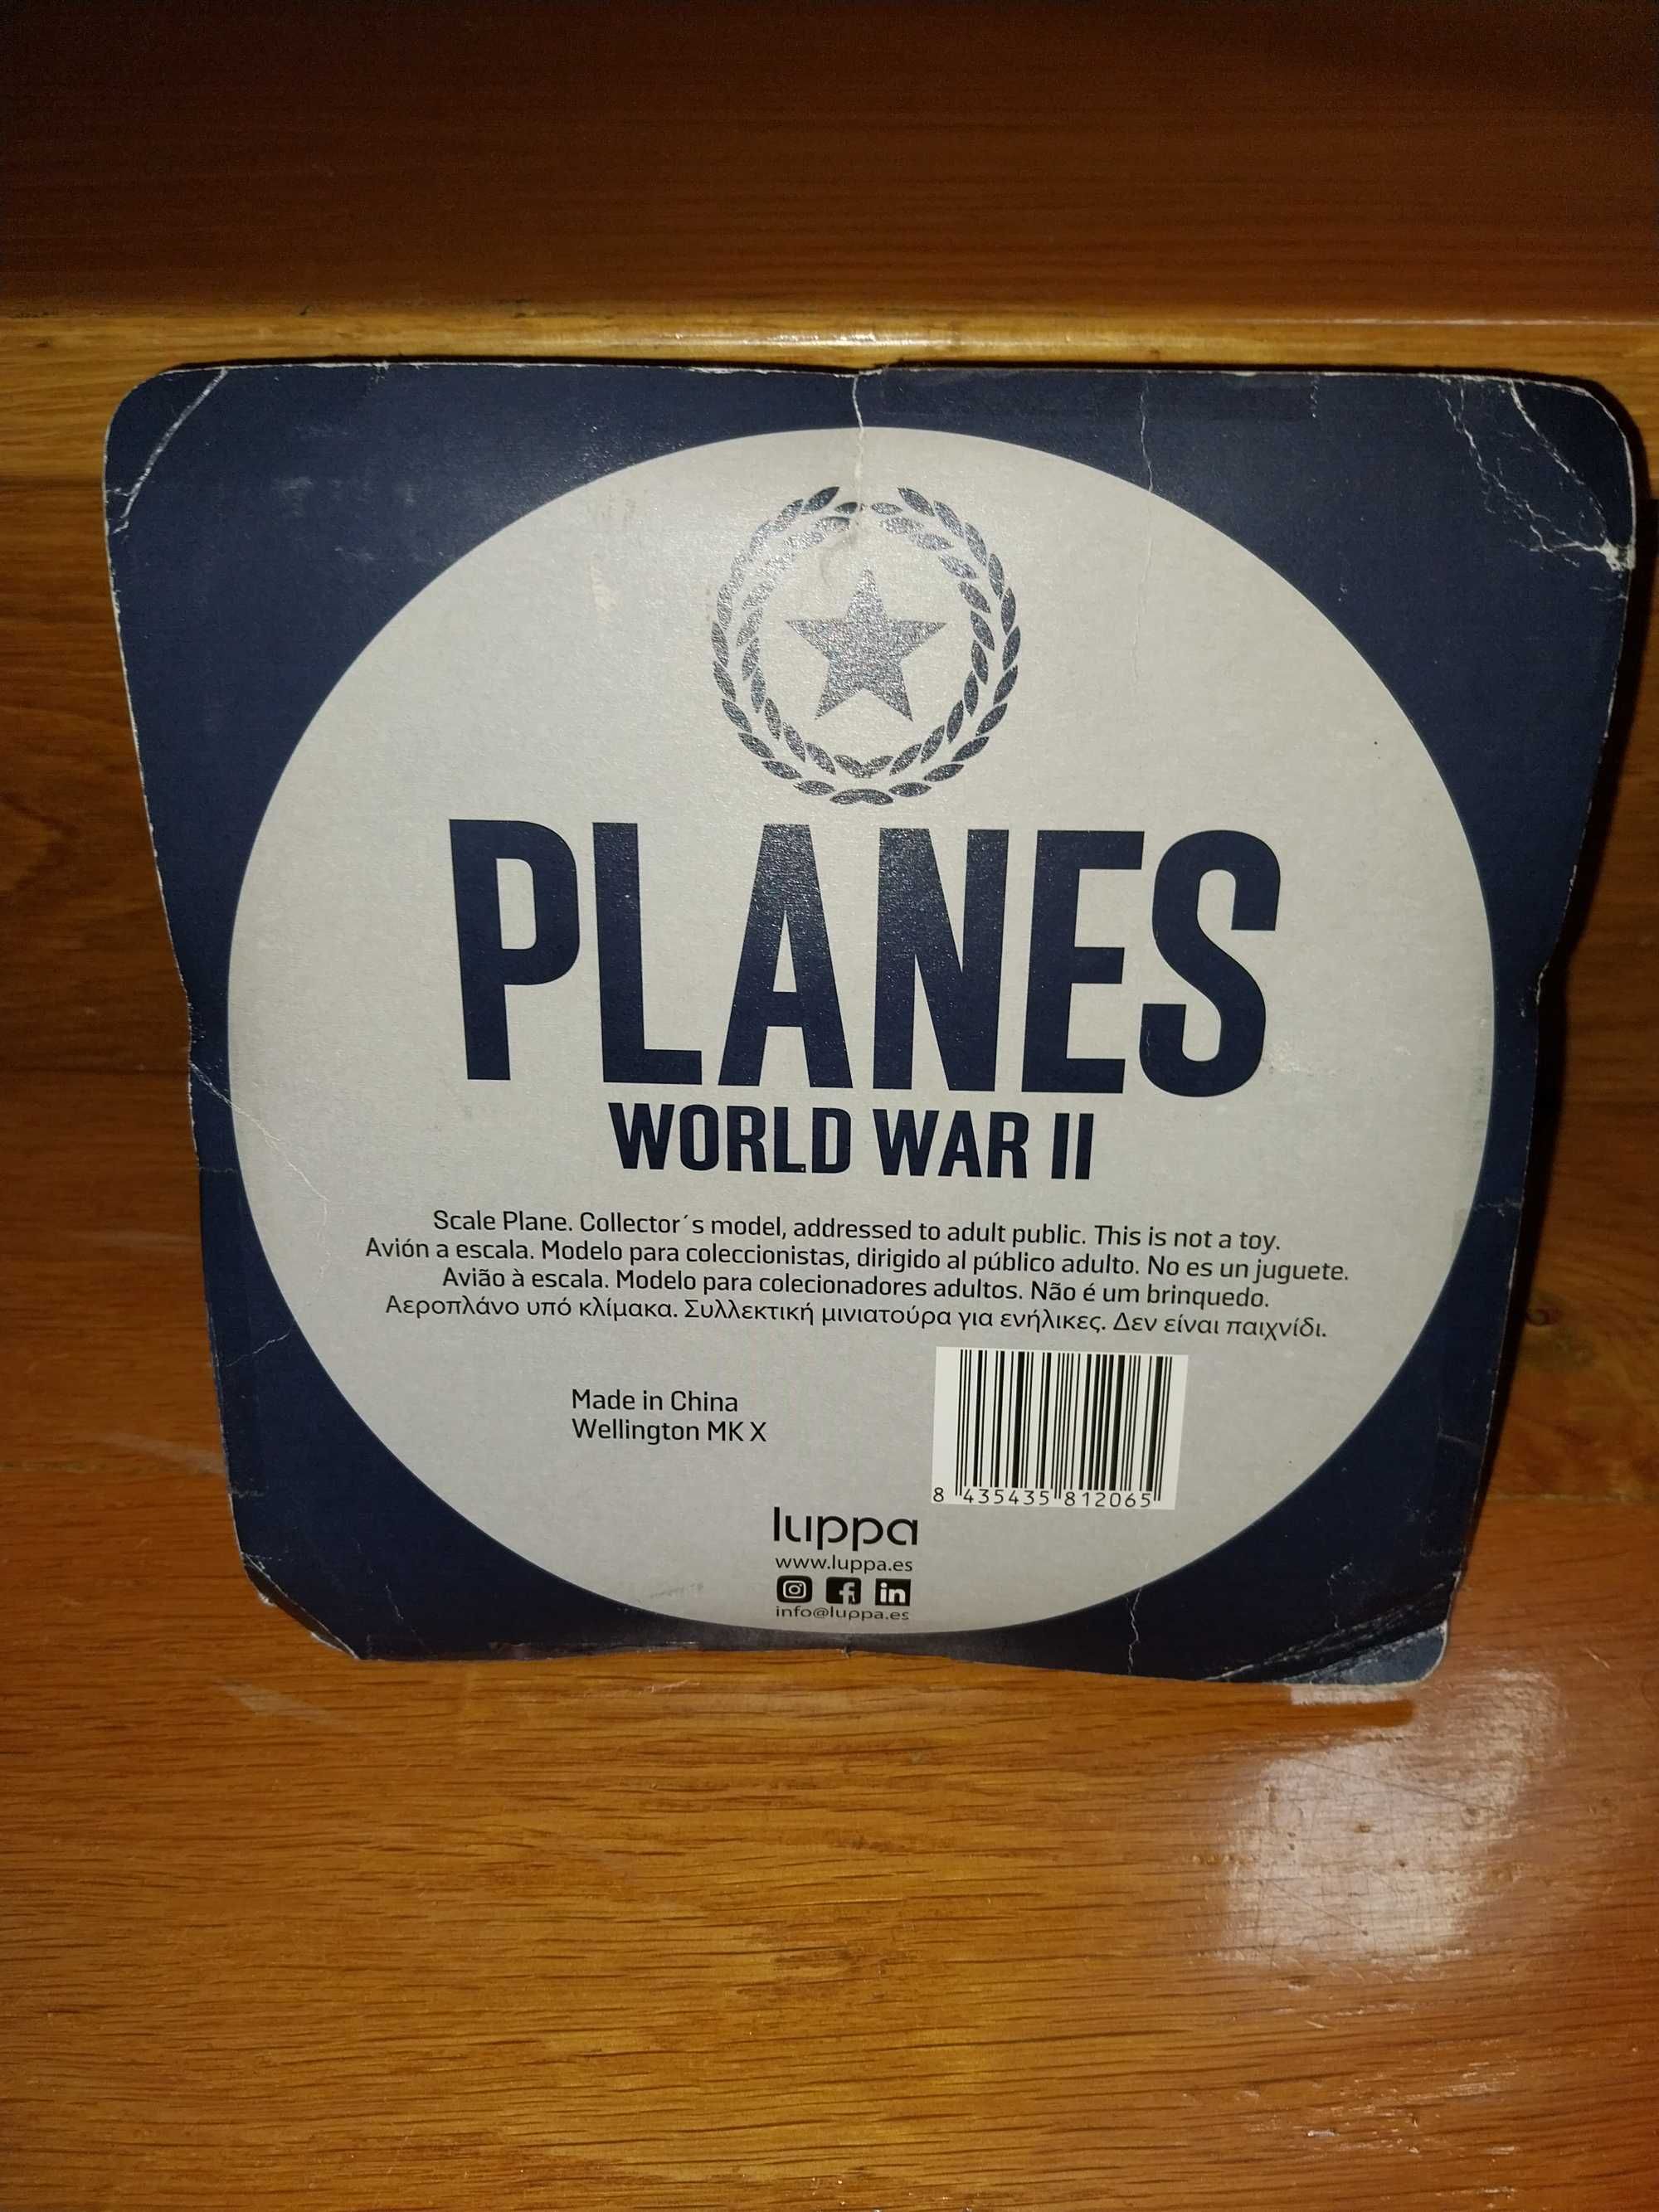 PLANES
WORLD WAR II
Scale Plane. Collector´s model, addressed to adult public. This is not a toy.
Avión a escala. Modelo para coleccionistas, dirigido al público adulto. No es un juguete.
Avião à escala. Modelo para colecionadores adultos. Não é um brinquedo.
Αεροπλάνο υπό κλίμακα. Συλλεκτική μινιατούρα για ενήλικες. Δεν είναι παιχνίδι.
Made in China
Wellington MK X
8 435435 812065
luppa
www.luppa.es
in
info@luppa.es